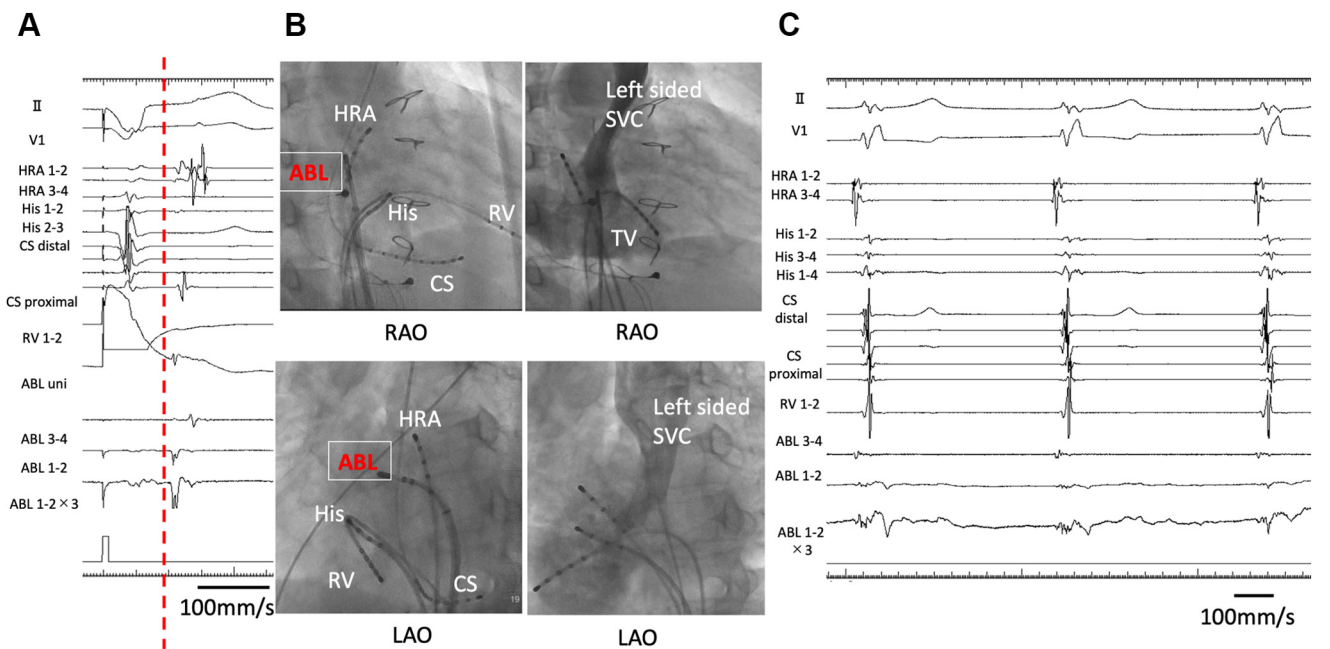 A
B
C
II
V1
HRA 1-2
HRA 3-4
His 1-2
His 2-3
CS distal
CS proximal
RV 1-2
ABL uni
ABL 3-4
ABL 1-2
ABL 1-2×3
100mm/s
HRA
ABL
His
RV
CS
RAO
Left sided
SVC
TV
RAO
HRA
ABL
His
RV
CS
19
LAO
Left sided
SVC
LAO
II
V1
HRA 1-2
HRA 3-4
His 1-2
His 3-4
His 1-4
CS
distal
CS
proximal
RV 1-2
ABL 3-4
ABL 1-2
ABL 1-2
×3
100mm/s